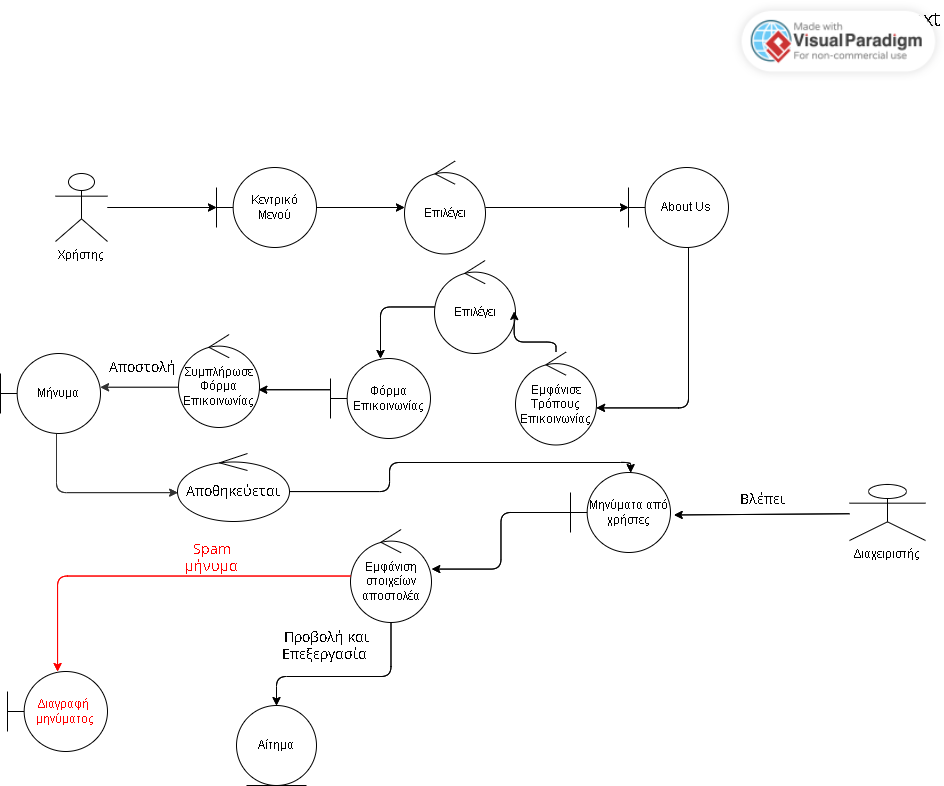 xt
Made with
Visual Paradigm
For non-commercial use
Κεντρικό
Μενού
Επιλέγει
About Us
Χρήστης
Επιλέγει
Αποστολή
Συμπλήρωσε
Φόρμα
Επικοινωνίας
Μήνυμα
Φόρμα
Επικοινωνίας
Εμφάνισε
Τρόπους
Επικοινωνίας
Αποθηκεύεται
Μηνύματα από
χρήστες
Βλέπει
Διαχειριστής
Spam
μήνυμα
Εμφάνιση
στοιχείων
αποστολέα
Προβολή και
Επεξεργασία
Διαγραφή
μηνύματος
Αίτημα